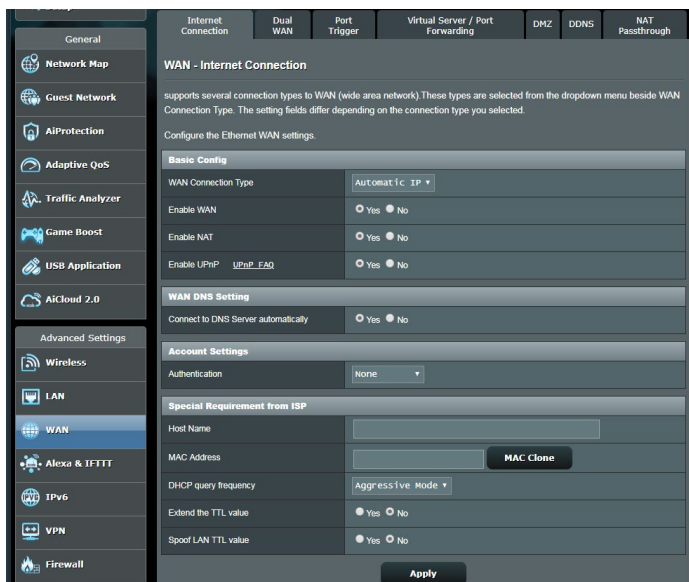 General
Network Map
Guest Network
AiProtection
Adaptive QoS
Traffic Analyzer
Game Boost
USB Application
AiCloud 2.0
Advanced Settings
Wireless
LAN
WAN
Alexa & IFTTT
IPv6
VPN
Firewall
Internet Connection
Dual WAN
Port Trigger
Virtual Server / Port Forwarding
DMZ
DDNS
NAT Passthrough
WAN - Internet Connection
supports several connection types to WAN (wide area network).These types are selected from the dropdown menu beside WAN
Connection Type. The setting fields differ depending on the connection type you selected.
Configure the Ethernet WAN settings.
Basic Config
WAN Connection Type Automatic IP
Enable WAN Yes No
Enable NAT Yes No
Enable UPnP UPnP FAQ Yes No
WAN DNS Setting
Connect to DNS Server automatically Yes No
Account Settings
Authentication None
Special Requirement from ISP
Host Name
MAC Address MAC Clone
DHCP query frequency Aggressive Mode
Extend the TTL value Yes No
Spoof LAN TTL value Yes No
Apply